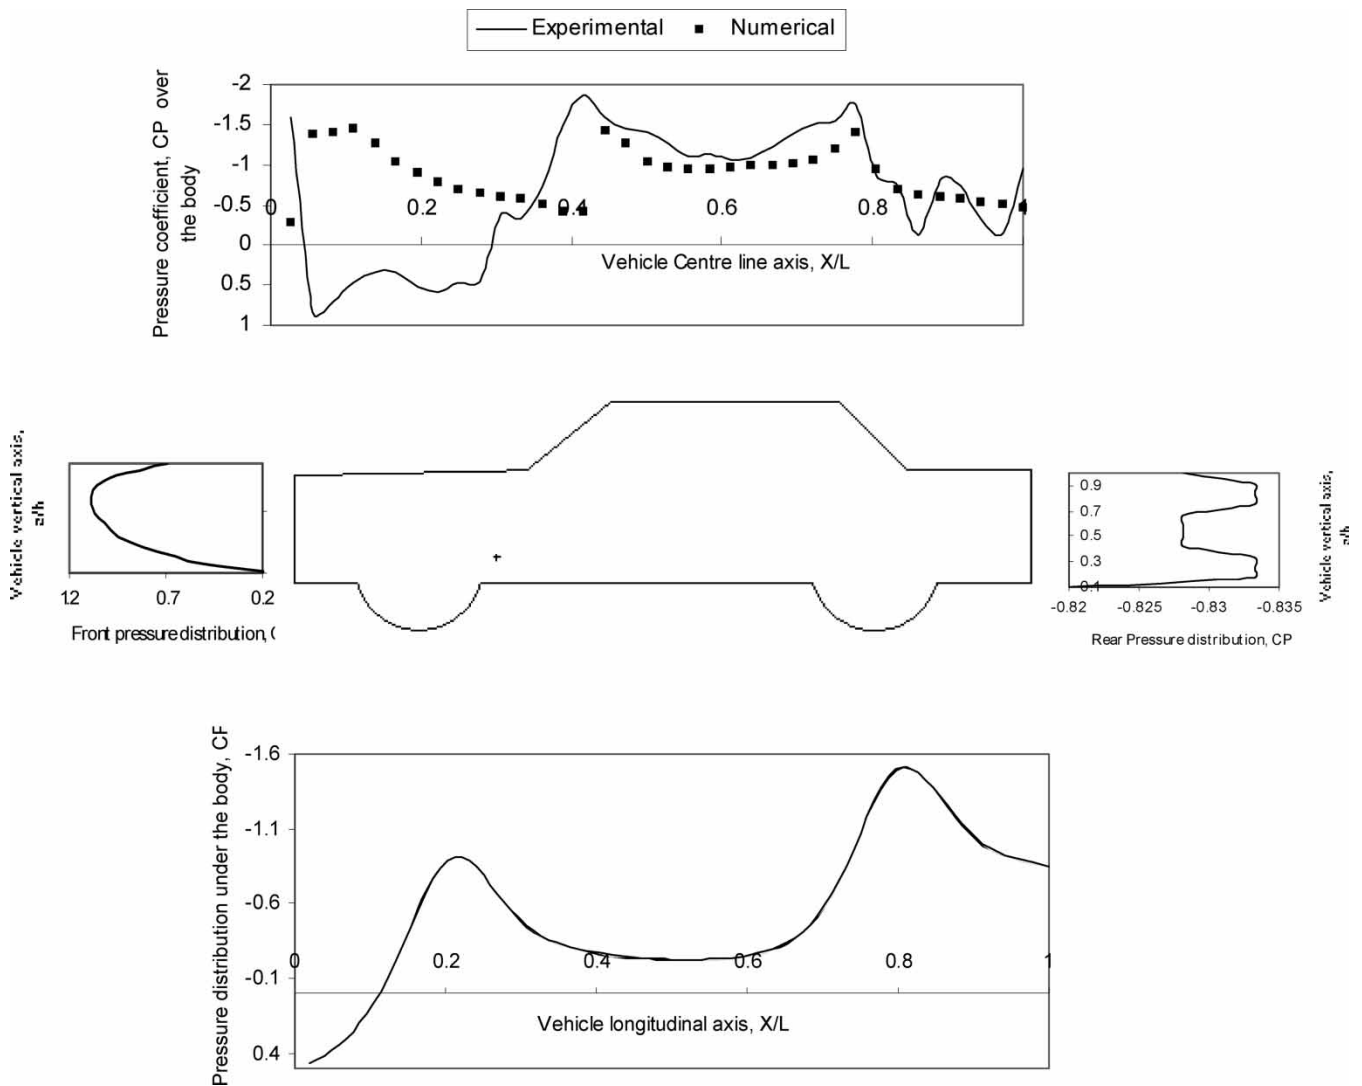 Experimental Numerical
Pressure coefficient, CP over
the body
-2
-1.5
-1
-0.5
0
0.5
1
0 0.2 0.4 0.6 0.8 1
Vehicle Centre line axis, X/L
Vehicle vertical axis,
z/h
12 0.7 0.2
Front pressure distribution, C
0.9
0.7
0.5
0.3
0.1
-0.82 -0.825 -0.83 -0.835
Rear Pressure distribution, CP
Vehicle vertical axis,
z/h
Pressure distribution under the body, CP
-1.6
-1.1
-0.6
-0.1
0.4
0 0.2 0.4 0.6 0.8 1
Vehicle longitudinal axis, X/L